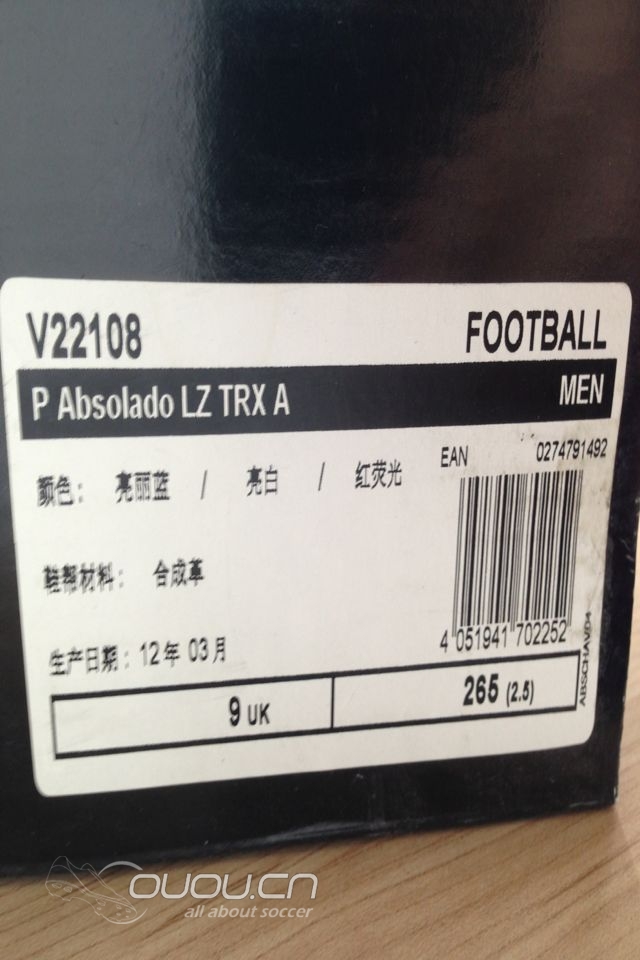 V22108 FOOTBALL
P Absolado LZ TRX A MEN
颜色： 亮丽蓝 / 亮白 / 红荧光
EAN 0274791492
鞋帮材料： 合成革
4 051941 702252
生产日期：12年 03月
ABSCHAVD4
9 UK 265 (2.5)
ouou.cn
all about soccer